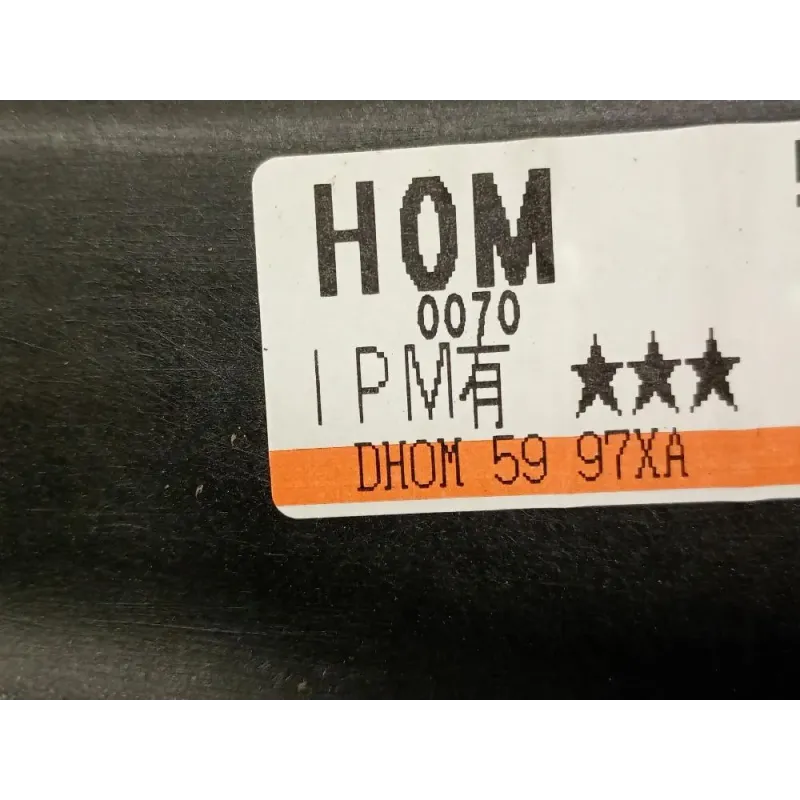 HOM
0070
IPM有 ★★★
DHOM 59 97XA